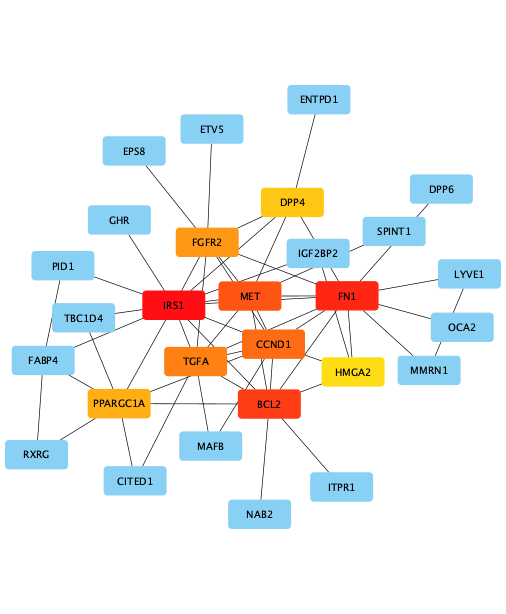 ENTPD1
ETV5
EPS8
DPP6
DPP4
GHR
SPINT1
FGFR2
IGF2BP2
PID1
LYVE1
MET
FN1
IRS1
TBC1D4
OCA2
CCND1
FABP4
TGFA
HMGA2
MMRN1
PPARGC1A
BCL2
MAFB
RXRG
CITED1
ITPR1
NAB2